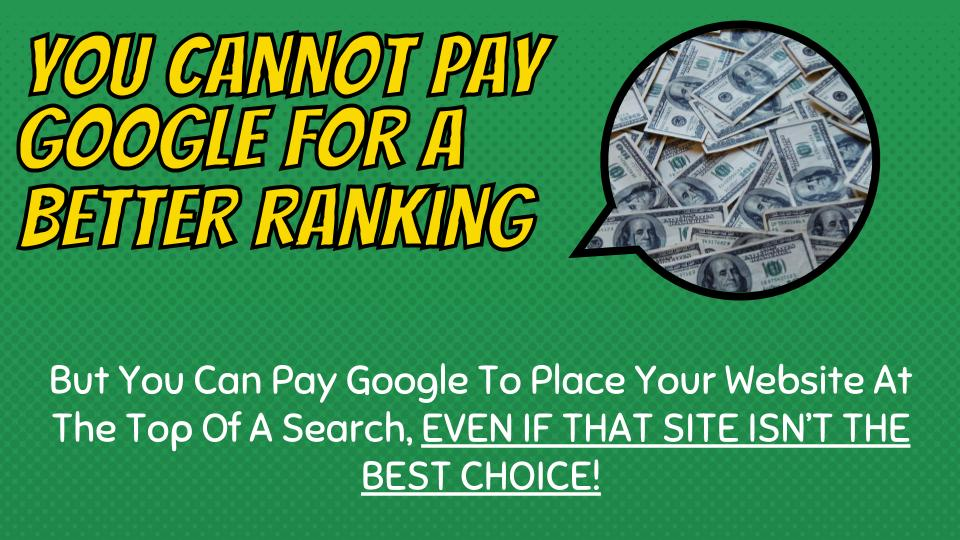 YOU CANNOT PAY
GOOGLE FOR A
BETTER RANKING
But You Can Pay Google To Place Your Website At
The Top Of A Search, EVEN IF THAT SITE ISN’T THE
BEST CHOICE!